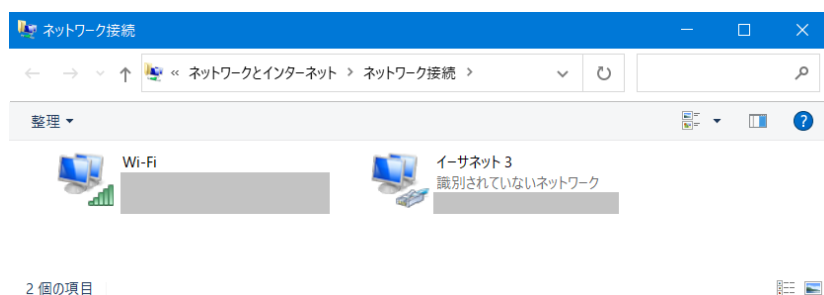 ネットワーク接続
« ネットワークとインターネット > ネットワーク接続 >
整理
Wi-Fi
イーサネット 3
識別されていないネットワーク
2 個の項目